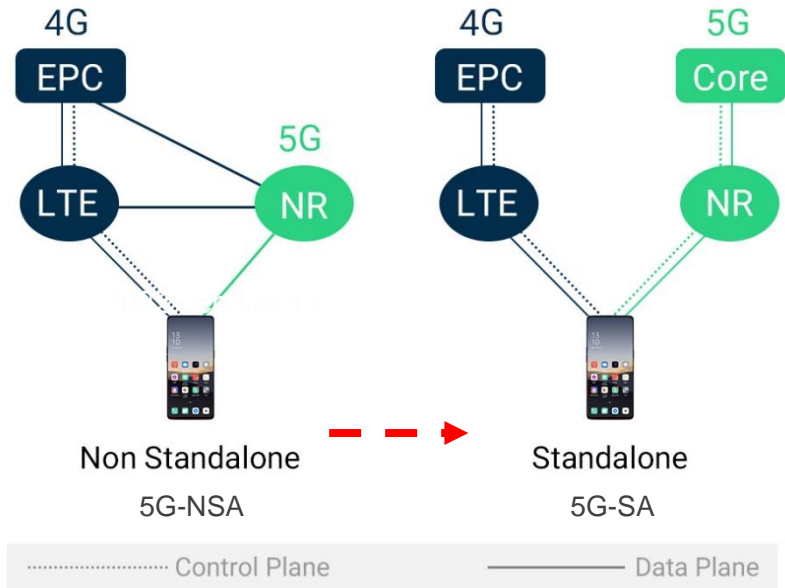 4G
EPC
5G
LTE
NR
Non Standalone
5G-NSA
4G
5G
EPC
Core
LTE
NR
Standalone
5G-SA
Control Plane
Data Plane